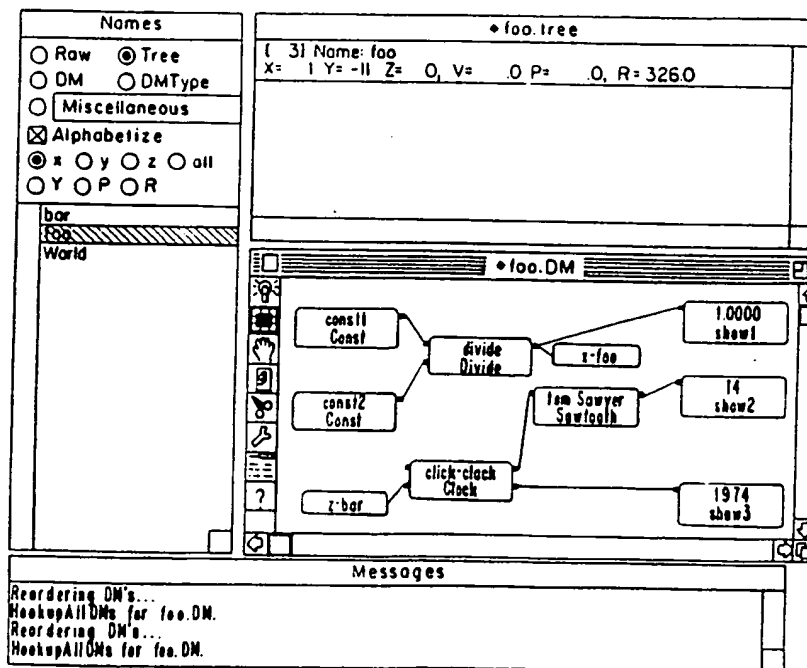 Names
Raw Tree
DM DMType
Miscellaneous
Alphabetize
x y z all
Y P R
bar
foo
World
foo.tree
{ 3} Name: foo
X= 1 Y= -11 Z= 0, V= .0 P= .0, R= 326.0
foo.DM
const1
Const
divide
Divide
1.0000
show1
x-foo
const2
Const
tom Sawyer
Sawtooth
14
show2
click-clack
Clock
z-bar
1974
show3
?
Messages
Reordering DM's...
HookupAllDMs for foo.DM.
Reordering DM's...
HookupAllDMs for foo.DM.